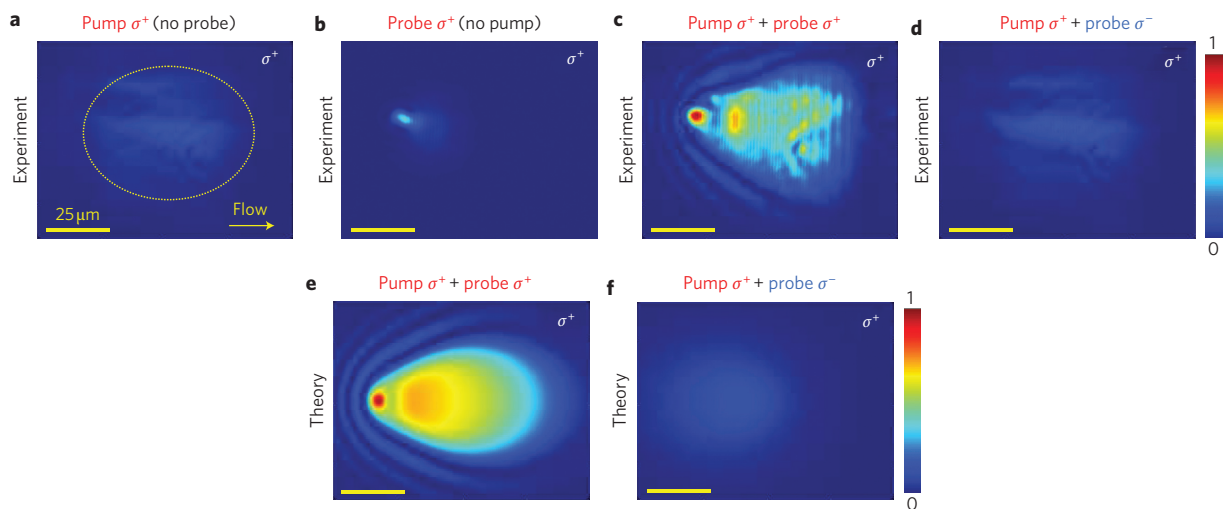 a
Pump σ⁺ (no probe)
b
Probe σ⁺ (no pump)
c
Pump σ⁺ + probe σ⁺
d
Pump σ⁺ + probe σ⁻
Experiment
σ⁺
25 μm
Flow
Experiment
σ⁺
Experiment
σ⁺
Experiment
σ⁺
1
0
e
Pump σ⁺ + probe σ⁺
f
Pump σ⁺ + probe σ⁻
Theory
σ⁺
Theory
σ⁺
1
0